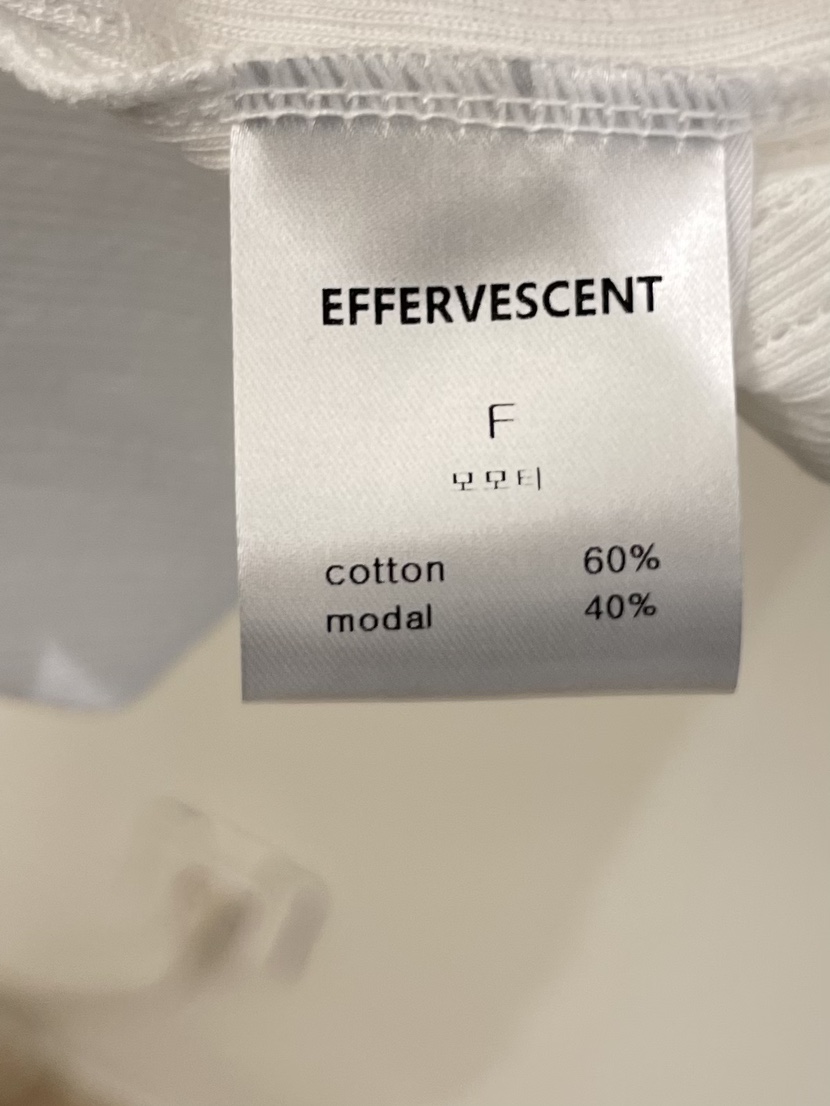 EFFERVESCENT
F
모모티
cotton 60%
modal 40%